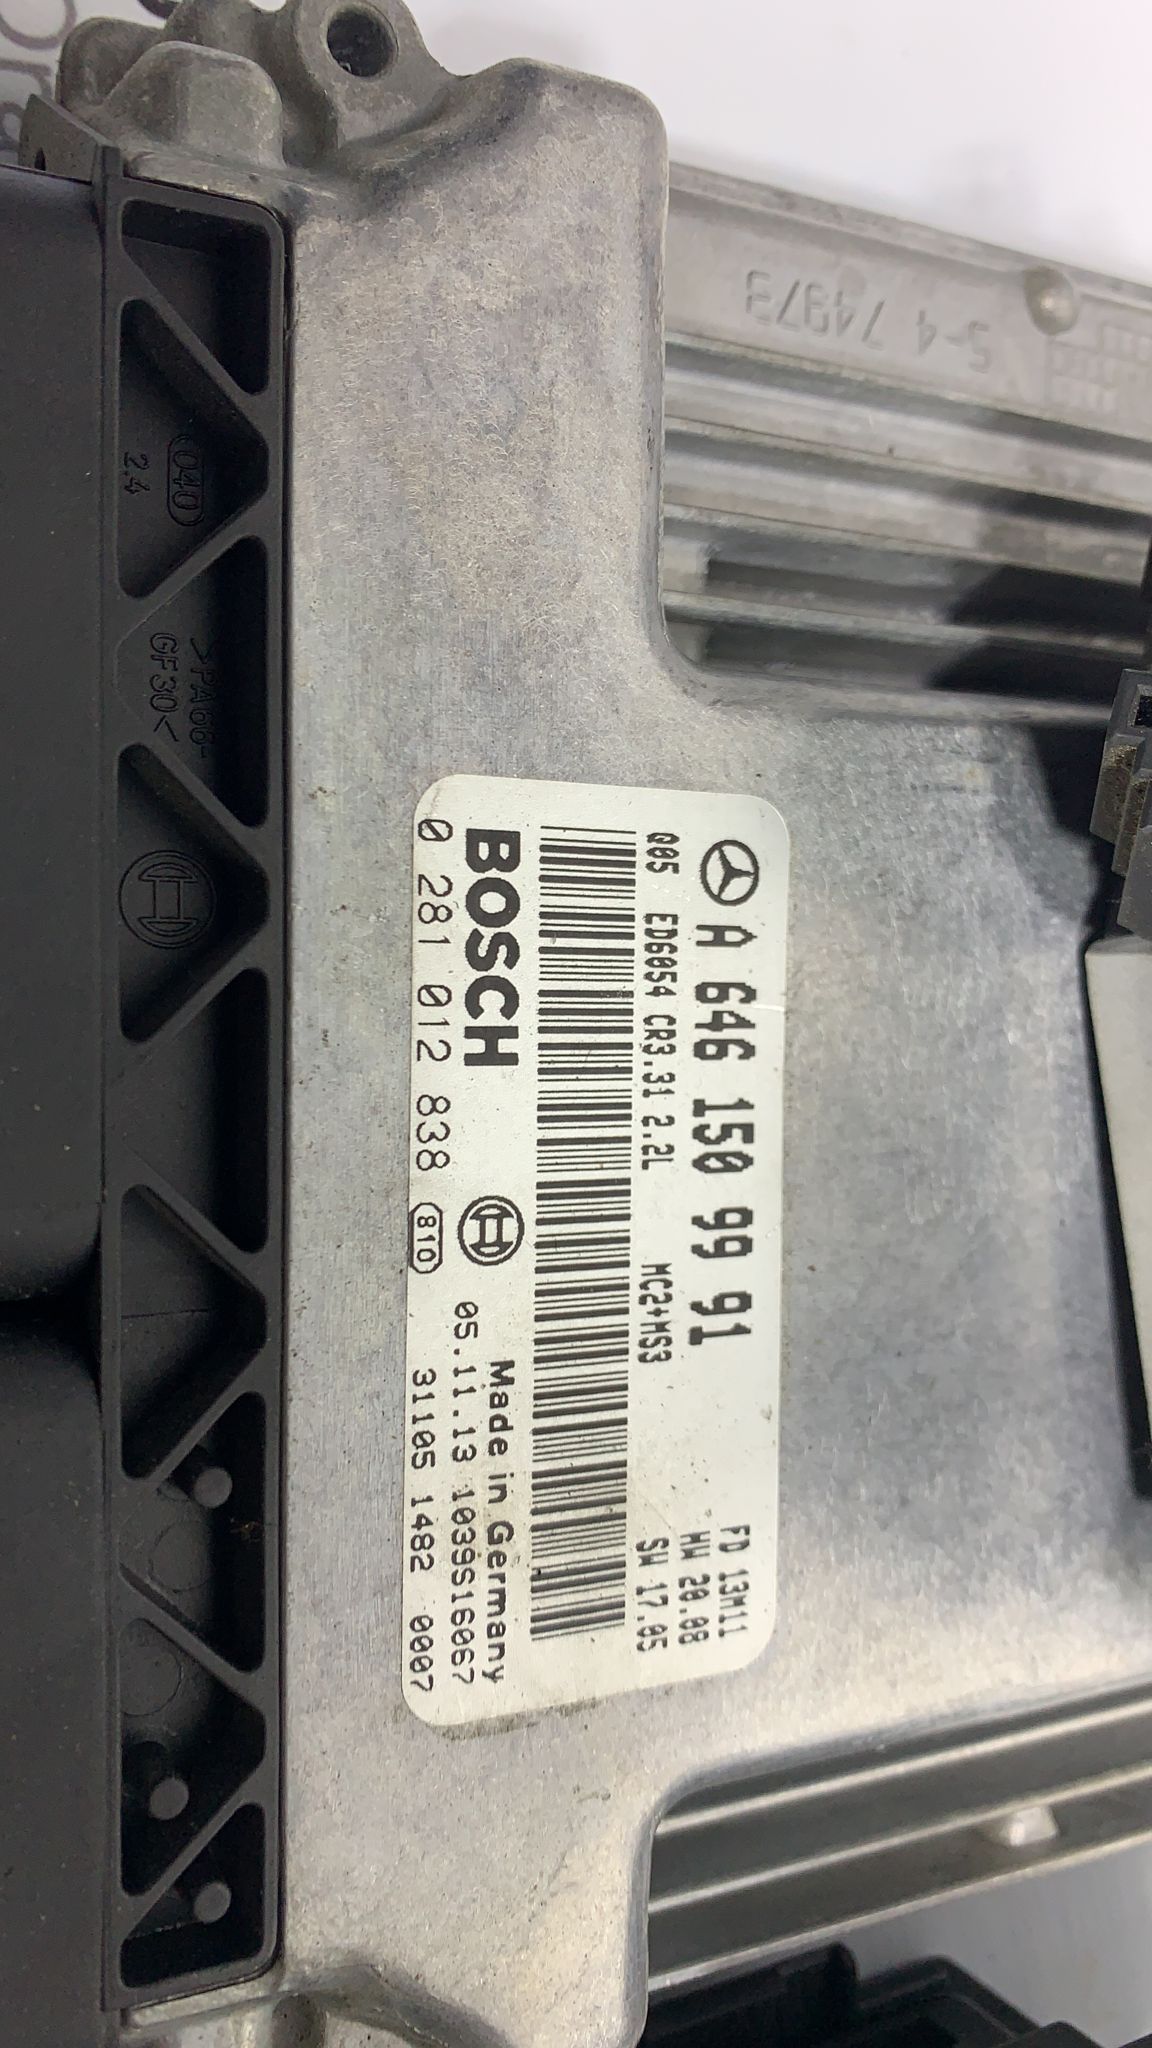 A 646 150 99 91
FD 13M11
HW 20.08
SW 17.05
Q05 ED6054 CR3.31 2.2L MC2+MS3
BOSCH
Made in Germany
0 281 012 838 810
05.11.13 1039S16067
31105 1482 0007
S-4 74973
040
2.4
>PA66-
GF30<